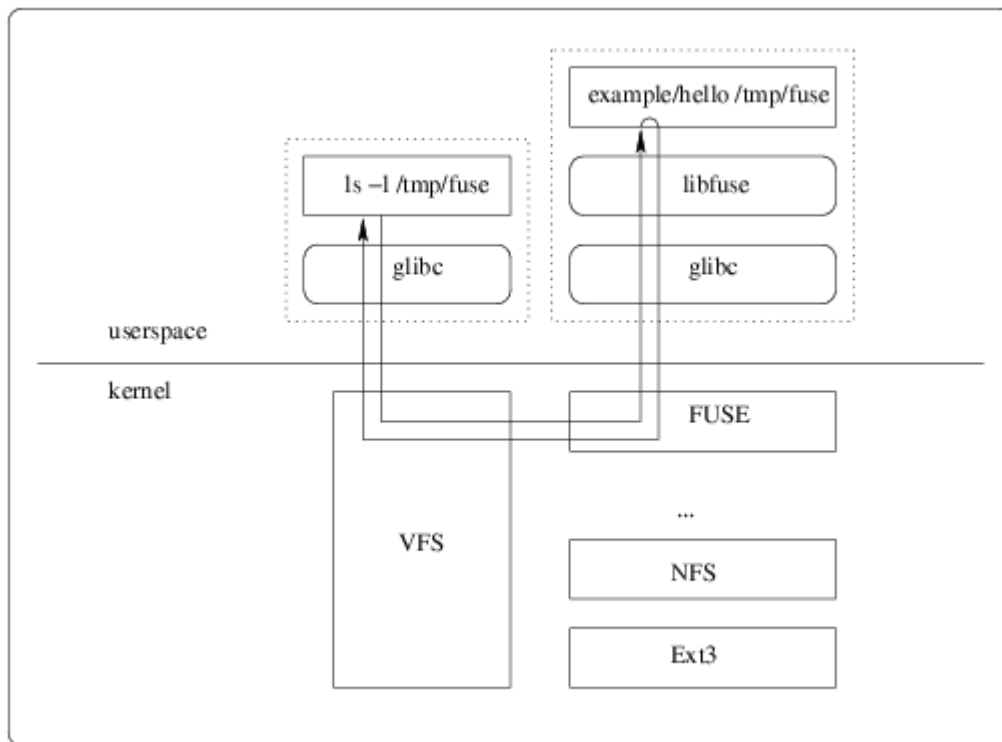 example/hello /tmp/fuse
ls –l /tmp/fuse
libfuse
glibc
glibc
userspace
kernel
FUSE
...
VFS
NFS
Ext3